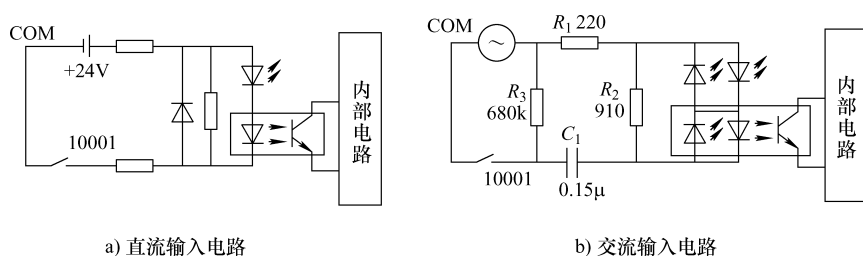 COM
+24V
10001
内部电路
a) 直流输入电路
COM
R₁ 220
R₃
680k
R₂
910
C₁
0.15μ
10001
内部电路
b) 交流输入电路